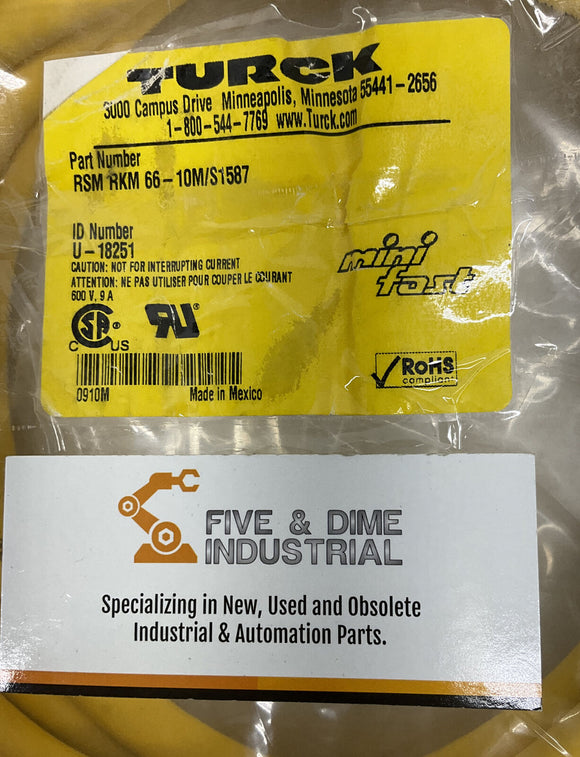 TURCK
3000 Campus Drive Minneapolis, Minnesota 55441-2656
1-800-544-7769 www.Turck.com
Part Number
RSM RKM 66-10M/S1587
ID Number
U-18251
CAUTION: NOT FOR INTERRUPTING CURRENT
ATTENTION: NE PAS UTILISER POUR COUPER LE COURANT
600 V, 9 A
mini
fast
C SA US
RU
RoHS
compliant
0910M
Made in Mexico
FIVE & DIME
INDUSTRIAL
Specializing in New, Used and Obsolete
Industrial & Automation Parts.